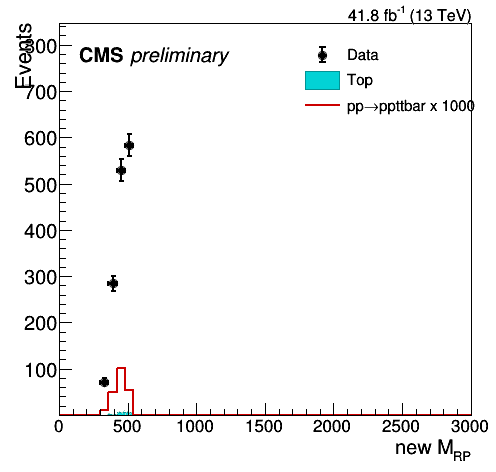 41.8 fb⁻¹ (13 TeV)
Events
CMS preliminary
Data
Top
pp→ppttbar x 1000
800
700
600
500
400
300
200
100
0 500 1000 1500 2000 2500 3000
new M_RP